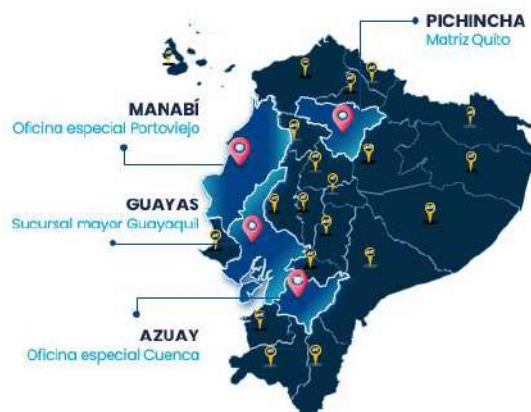 PICHINCHA
Matriz Quito
MANABÍ
Oficina especial Portoviejo
GUAYAS
Sucursal mayor Guayaquil
AZUAY
Oficina especial Cuenca